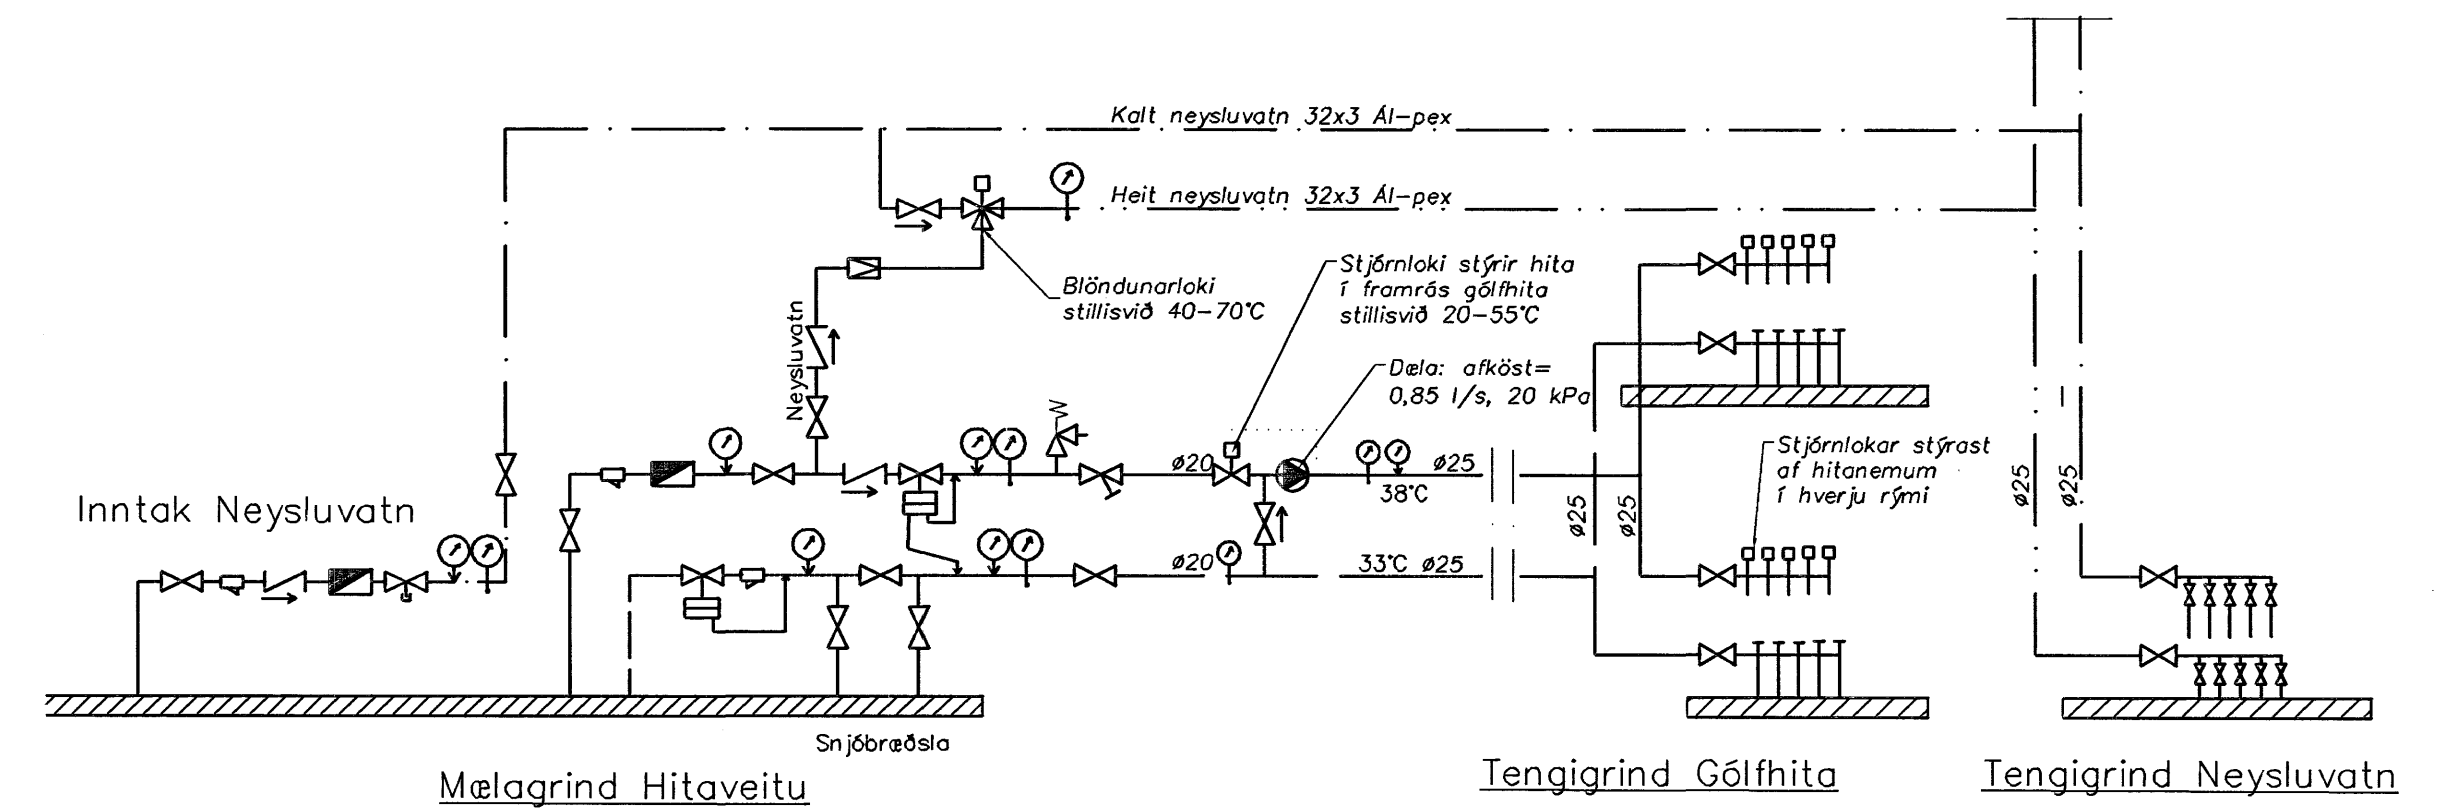 Kalt neysluvatn 32x3 Ál-pex
Heit neysluvatn 32x3 Ál-pex
Blöndunarloki
stillisvið 40-70°C
Stjórnloki stýrir hita
í framrás gólfhita
stillisvið 20-55°C
Neysluvatn
Dæla: afköst=
0,85 l/s, 20 kPa
Stjórnlokar stýrast
af hitanemum
í hverju rými
ø20
ø25
38°C
Inntak Neysluvatn
ø25
ø25
ø25
ø25
ø20
33°C ø25
Snjóbræðsla
Mælagrind Hitaveitu
Tengigrind Gólfhita
Tengigrind Neysluvatn